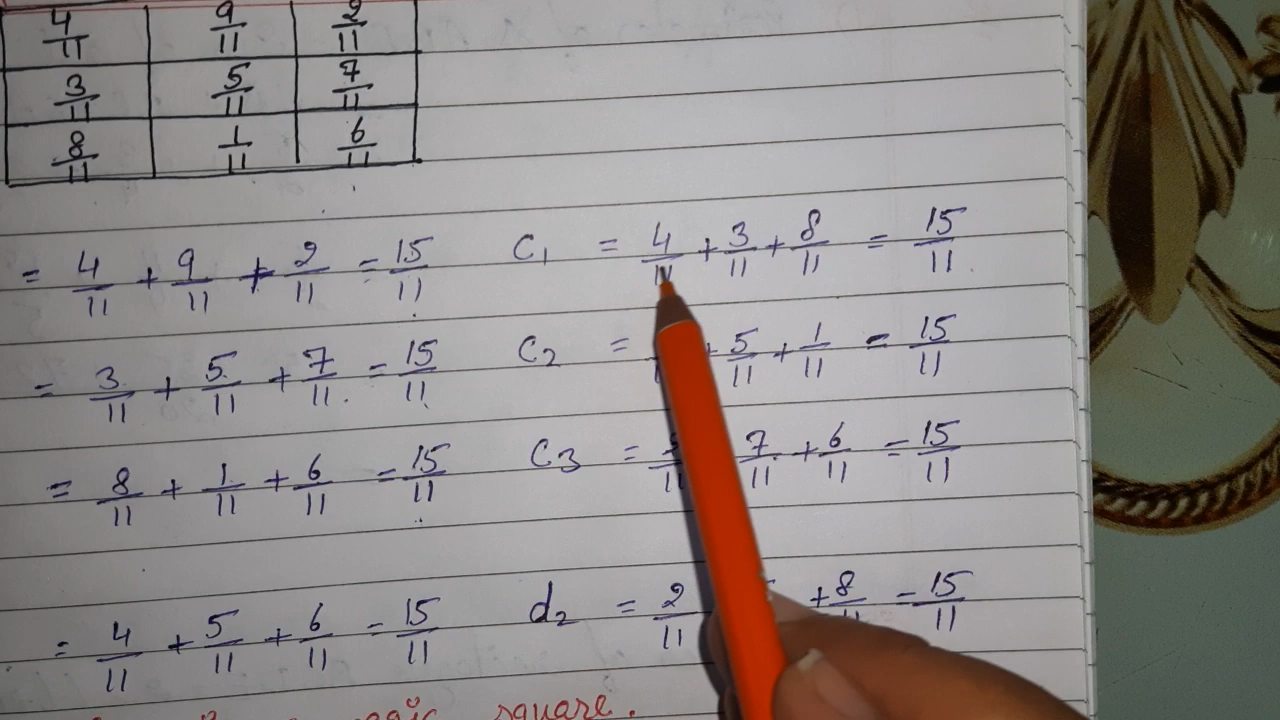 4/11 9/11 2/11
3/11 5/11 7/11
8/11 1/11 6/11
= 4/11 + 9/11 + 2/11 = 15/11 C1 = 4/11 + 3/11 + 8/11 = 15/11
= 3/11 + 5/11 + 7/11 = 15/11 C2 = + 5/11 + 1/11 = 15/11
= 8/11 + 1/11 + 6/11 = 15/11 C3 = 7/11 + 6/11 = 15/11
= 4/11 + 5/11 + 6/11 = 15/11 d2 = 2/11 + 8/11 = 15/11
magic square.